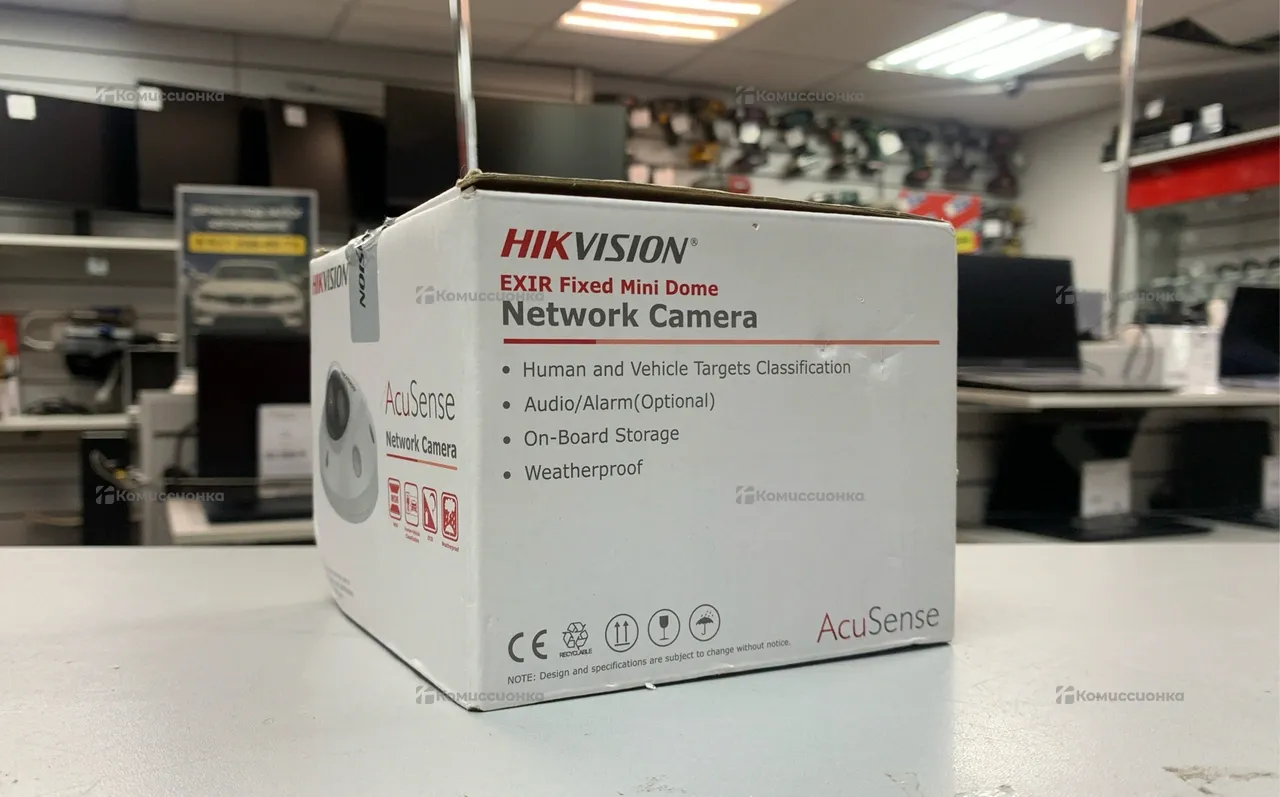 HIKVISION®
EXIR Fixed Mini Dome
Network Camera
• Human and Vehicle Targets Classification
• Audio/Alarm(Optional)
• On-Board Storage
• Weatherproof
CE
RECYCLABLE
AcuSense
NOTE: Design and specifications are subject to change without notice.
HIKVISION
VISION
AcuSense
Network Camera
Комиссионка
Комиссионка
Комиссионка
Комиссионка
Комиссионка
Комиссионка
Комиссионка
Комиссионка